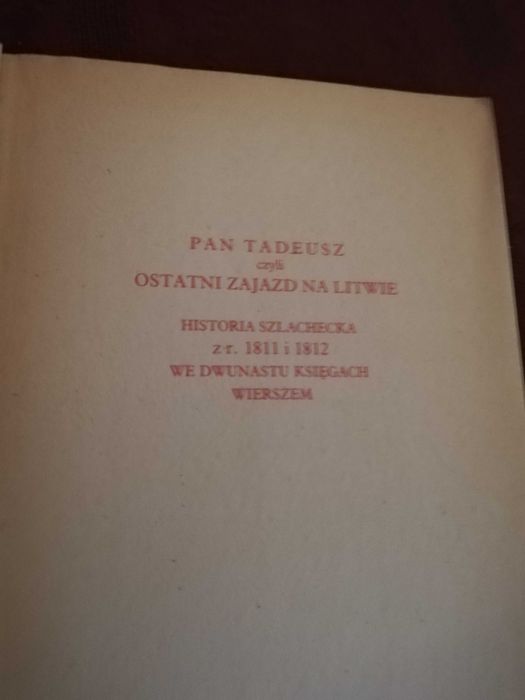 PAN TADEUSZ
czyli
OSTATNI ZAJAZD NA LITWIE
HISTORIA SZLACHECKA
z r. 1811 i 1812
WE DWUNASTU KSIĘGACH
WIERSZEM